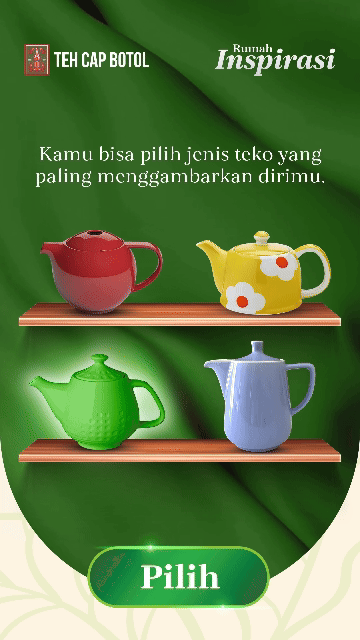 TEH CAP BOTOL
Rumah
Inspirasi
Kamu bisa pilih jenis teko yang
paling menggambarkan dirimu.
Pilih